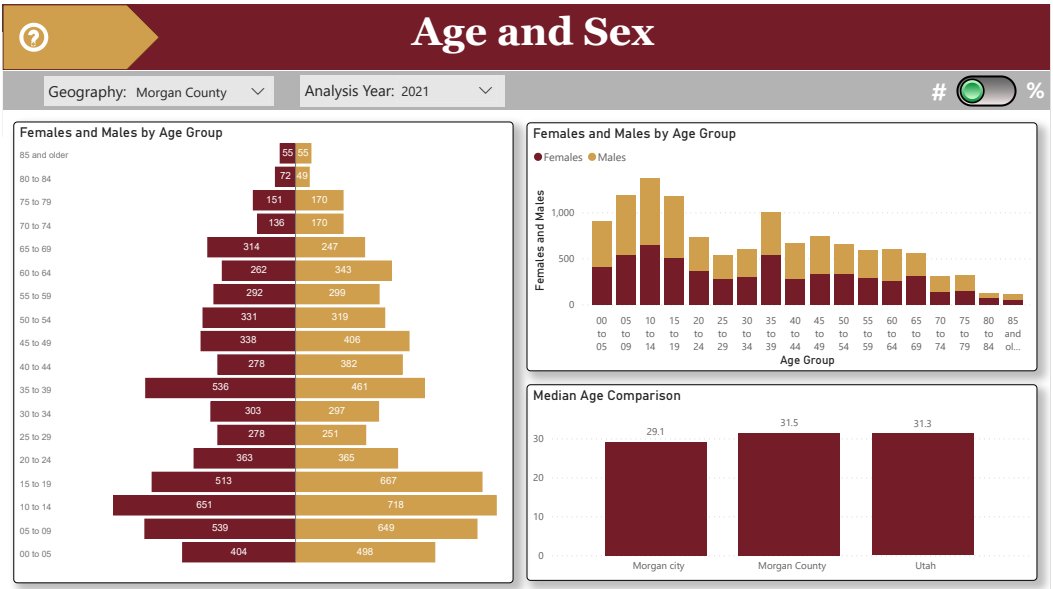 ?
Age and Sex
Geography: Morgan County
Analysis Year: 2021
# %
Females and Males by Age Group
85 and older 55 55
80 to 84 72 49
75 to 79 151 170
70 to 74 136 170
65 to 69 314 247
60 to 64 262 343
55 to 59 292 299
50 to 54 331 319
45 to 49 338 406
40 to 44 278 382
35 to 39 536 461
30 to 34 303 297
25 to 29 278 251
20 to 24 363 365
15 to 19 513 667
10 to 14 651 718
05 to 09 539 649
00 to 05 404 498
Females and Males by Age Group
Females Males
Females and Males
1,000
500
0
00 05 10 15 20 25 30 35 40 45 50 55 60 65 70 75 80 85
to to to to to to to to to to to to to to to to to and
05 09 14 19 24 29 34 39 44 49 54 59 64 69 74 79 84 ol...
Age Group
Median Age Comparison
29.1 31.5 31.3
30
20
10
0
Morgan city Morgan County Utah